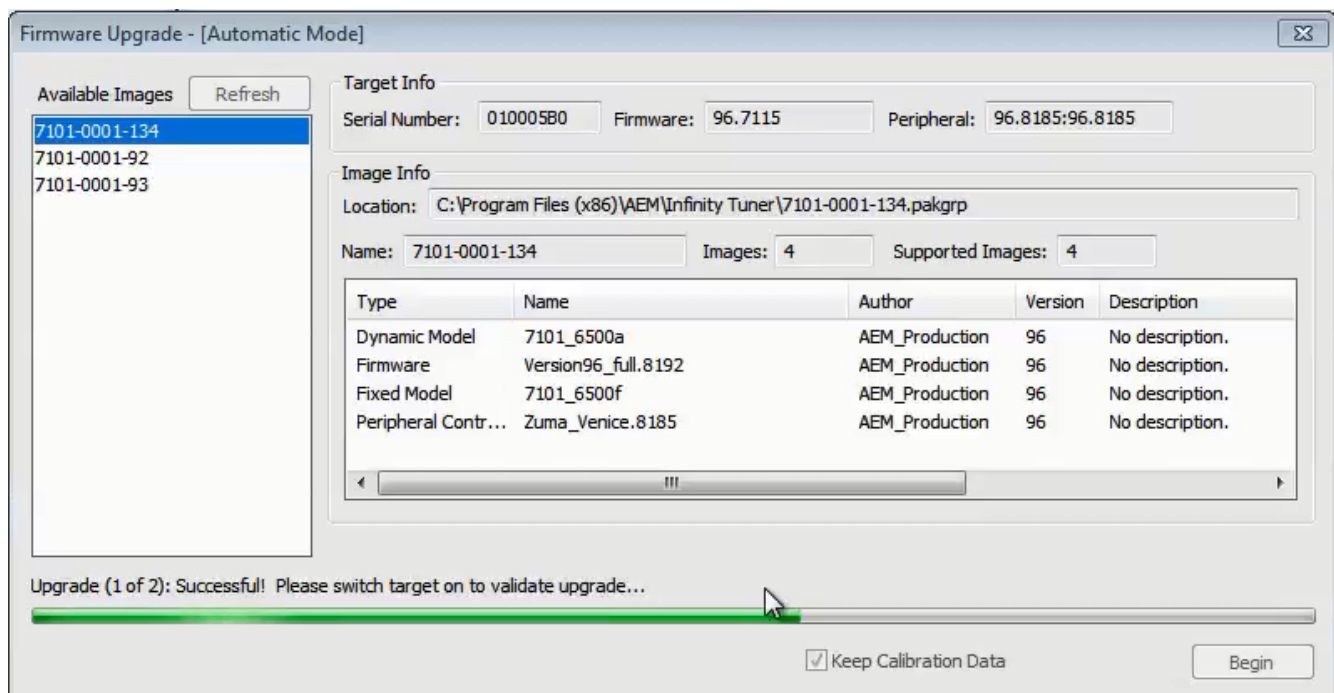 Firmware Upgrade - [Automatic Mode]
Available Images Refresh
7101-0001-134
7101-0001-92
7101-0001-93
Target Info
Serial Number: 010005B0 Firmware: 96.7115 Peripheral: 96.8185:96.8185
Image Info
Location: C:\Program Files (x86)\AEM\Infinity Tuner\7101-0001-134.pakgrp
Name: 7101-0001-134 Images: 4 Supported Images: 4
Type Name Author Version Description
Dynamic Model 7101_6500a AEM_Production 96 No description.
Firmware Version96_full.8192 AEM_Production 96 No description.
Fixed Model 7101_6500f AEM_Production 96 No description.
Peripheral Contr... Zuma_Venice.8185 AEM_Production 96 No description.
Upgrade (1 of 2): Successful! Please switch target on to validate upgrade...
Keep Calibration Data
Begin